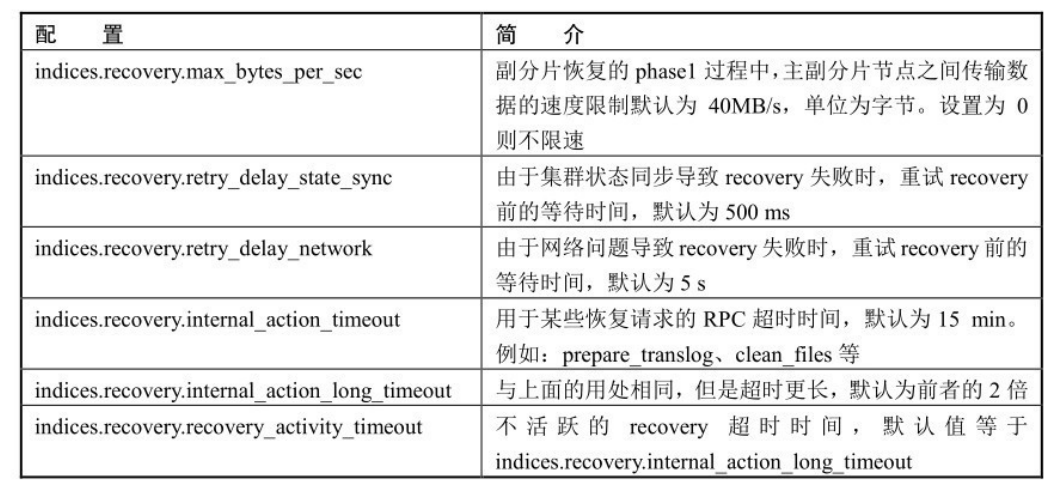 配 置
简 介
indices.recovery.max_bytes_per_sec
副分片恢复的 phase1 过程中，主副分片节点之间传输数
据的速度限制默认为 40MB/s，单位为字节。设置为 0
则不限速
indices.recovery.retry_delay_state_sync
由于集群状态同步导致 recovery 失败时，重试 recovery
前的等待时间，默认为 500 ms
indices.recovery.retry_delay_network
由于网络问题导致 recovery 失败时，重试 recovery 前的
等待时间，默认为 5 s
indices.recovery.internal_action_timeout
用于某些恢复请求的 RPC 超时时间，默认为 15 min。
例如：prepare_translog、clean_files 等
indices.recovery.internal_action_long_timeout
与上面的用处相同，但是超时更长，默认为前者的 2 倍
indices.recovery.recovery_activity_timeout
不活跃的 recovery 超时时间，默认值等于
indices.recovery.internal_action_long_timeout